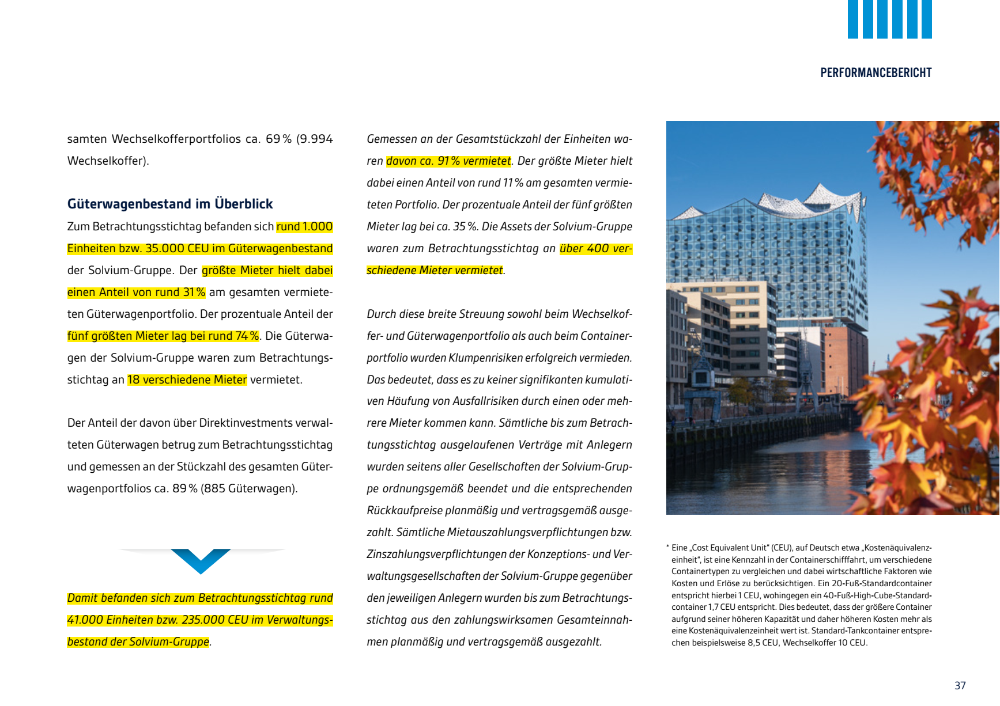 PERFORMANCEBERICHT
samten Wechselkofferportfolios ca. 69 % (9.994
Wechselkoffer).
Güterwagenbestand im Überblick
Zum Betrachtungsstichtag befanden sich rund 1.000
Einheiten bzw. 35.000 CEU im Güterwagenbestand
der Solvium-Gruppe. Der größte Mieter hielt dabei
einen Anteil von rund 31 % am gesamten vermiete-
ten Güterwagenportfolio. Der prozentuale Anteil der
fünf größten Mieter lag bei rund 74 %. Die Güterwa-
gen der Solvium-Gruppe waren zum Betrachtungs-
stichtag an 18 verschiedene Mieter vermietet.
Der Anteil der davon über Direktinvestments verwal-
teten Güterwagen betrug zum Betrachtungsstichtag
und gemessen an der Stückzahl des gesamten Güter-
wagenportfolios ca. 89 % (885 Güterwagen).
Damit befanden sich zum Betrachtungsstichtag rund
41.000 Einheiten bzw. 235.000 CEU im Verwaltungs-
bestand der Solvium-Gruppe.
Gemessen an der Gesamtstückzahl der Einheiten wa-
ren davon ca. 91 % vermietet. Der größte Mieter hielt
dabei einen Anteil von rund 11 % am gesamten vermie-
teten Portfolio. Der prozentuale Anteil der fünf größten
Mieter lag bei ca. 35 %. Die Assets der Solvium-Gruppe
waren zum Betrachtungsstichtag an über 400 ver-
schiedene Mieter vermietet.
Durch diese breite Streuung sowohl beim Wechselkof-
fer- und Güterwagenportfolio als auch beim Container-
portfolio wurden Klumpenrisiken erfolgreich vermieden.
Das bedeutet, dass es zu keiner signifikanten kumulati-
ven Häufung von Ausfallrisiken durch einen oder meh-
rere Mieter kommen kann. Sämtliche bis zum Betrach-
tungsstichtag ausgelaufenen Verträge mit Anlegern
wurden seitens aller Gesellschaften der Solvium-Grup-
pe ordnungsgemäß beendet und die entsprechenden
Rückkaufpreise planmäßig und vertragsgemäß ausge-
zahlt. Sämtliche Mietauszahlungsverpflichtungen bzw.
Zinszahlungsverpflichtungen der Konzeptions- und Ver-
waltungsgesellschaften der Solvium-Gruppe gegenüber
den jeweiligen Anlegern wurden bis zum Betrachtungs-
stichtag aus den zahlungswirksamen Gesamteinnah-
men planmäßig und vertragsgemäß ausgezahlt.
* Eine „Cost Equivalent Unit“ (CEU), auf Deutsch etwa „Kostenäquivalenz-
einheit“, ist eine Kennzahl in der Containerschifffahrt, um verschiedene
Containertypen zu vergleichen und dabei wirtschaftliche Faktoren wie
Kosten und Erlöse zu berücksichtigen. Ein 20-Fuß-Standardcontainer
entspricht hierbei 1 CEU, wohingegen ein 40-Fuß-High-Cube-Standard-
container 1,7 CEU entspricht. Dies bedeutet, dass der größere Container
aufgrund seiner höheren Kapazität und daher höheren Kosten mehr als
eine Kostenäquivalenzeinheit wert ist. Standard-Tankcontainer entspre-
chen beispielsweise 8,5 CEU, Wechselkoffer 10 CEU.
37